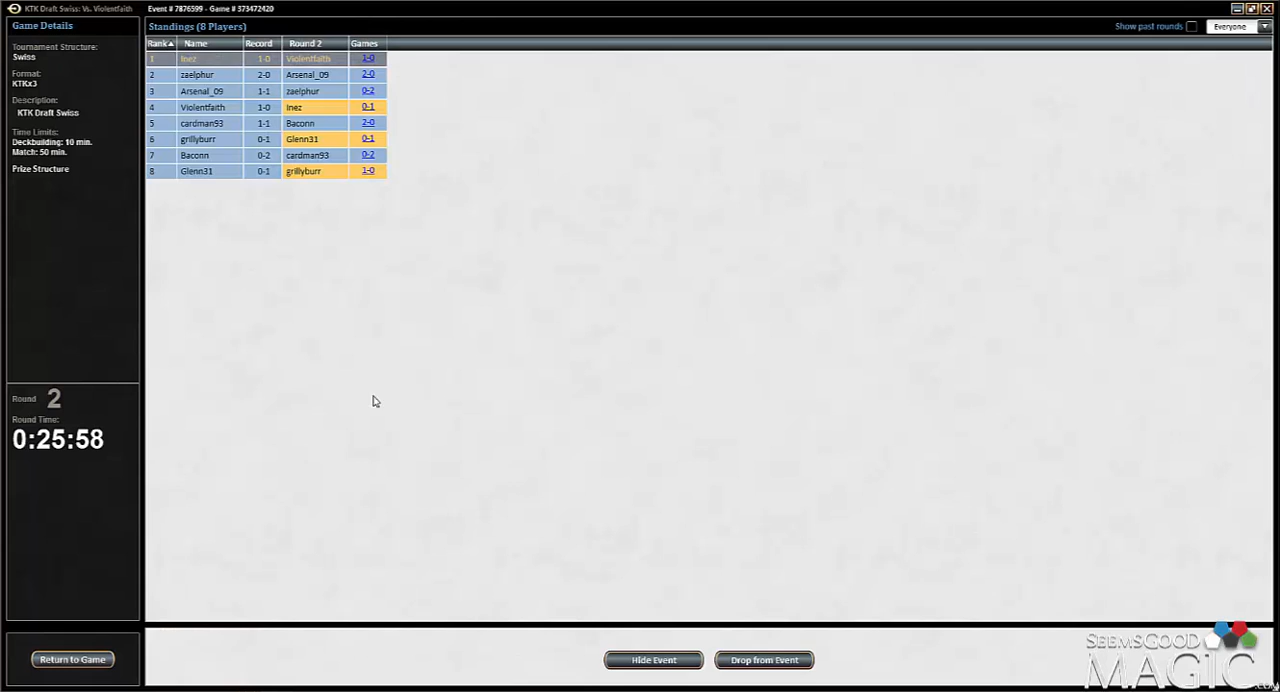 KTK Draft Swiss: Vs. Violentfaith Event # 7876599 - Game # 373472420
Game Details
Tournament Structure:
Swiss
Format:
KTKx3
Description:
KTK Draft Swiss
Time Limits:
Deckbuilding: 10 min.
Match: 50 min.
Prize Structure
Round 2
Round Time:
0:25:58
Return to Game
Standings (8 Players) Show past rounds Everyone
Rank Name Record Round 2 Games
1 Inez 1-0 Violentfaith 1-0
2 zaelphur 2-0 Arsenal_09 2-0
3 Arsenal_09 1-1 zaelphur 0-2
4 Violentfaith 1-0 Inez 0-1
5 cardman93 1-1 Baconn 2-0
6 grillyburr 0-1 Glenn31 0-1
7 Baconn 0-2 cardman93 0-2
8 Glenn31 0-1 grillyburr 1-0
Hide Event Drop from Event
SEEMSGOOD
MAGIC.COM